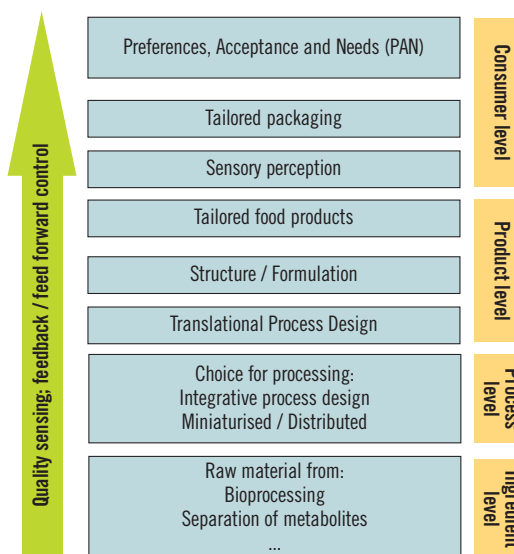 Preferences, Acceptance and Needs (PAN)
Tailored packaging
Sensory perception
Consumer level
Tailored food products
Structure / Formulation
Translational Process Design
Product level
Choice for processing:
Integrative process design
Miniaturised / Distributed
Process
level
Raw material from:
Bioprocessing
Separation of metabolites
...
Ingredient
level
Quality sensing; feedback / feed forward control